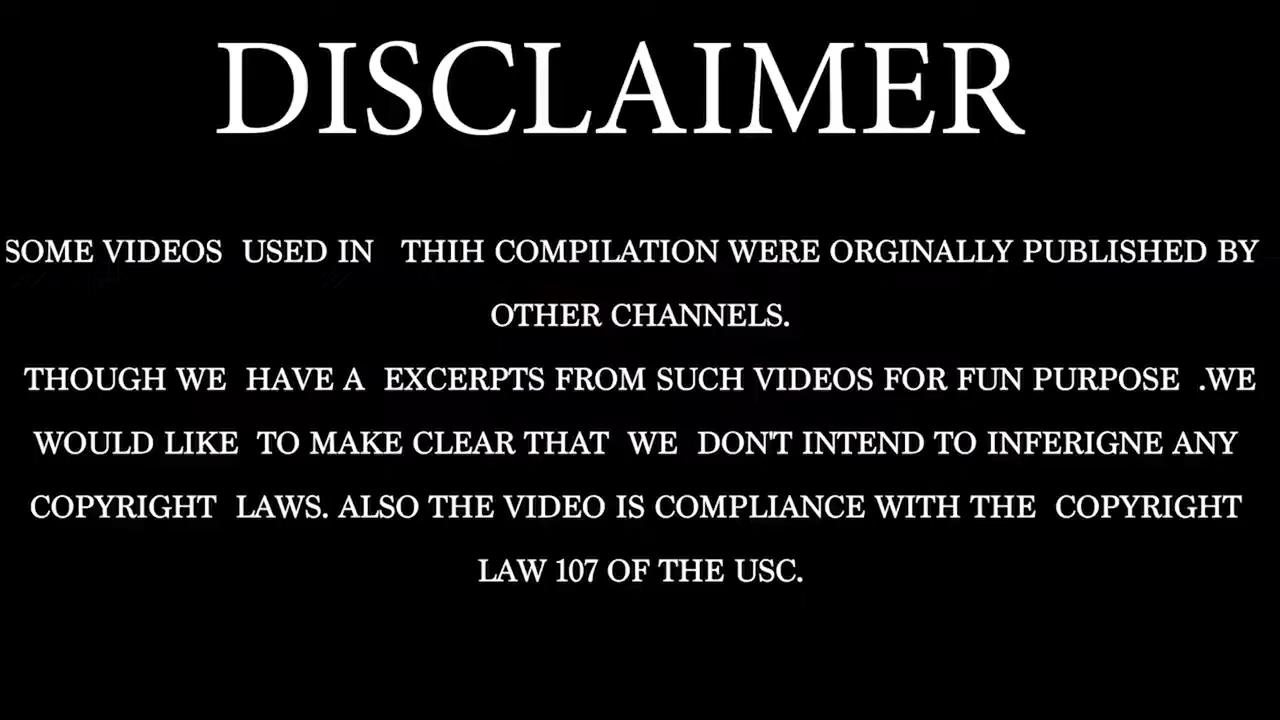 DISCLAIMER
SOME VIDEOS USED IN THIH COMPILATION WERE ORGINALLY PUBLISHED BY
OTHER CHANNELS.
THOUGH WE HAVE A EXCERPTS FROM SUCH VIDEOS FOR FUN PURPOSE .WE
WOULD LIKE TO MAKE CLEAR THAT WE DON'T INTEND TO INFERIGNE ANY
COPYRIGHT LAWS. ALSO THE VIDEO IS COMPLIANCE WITH THE COPYRIGHT
LAW 107 OF THE USC.